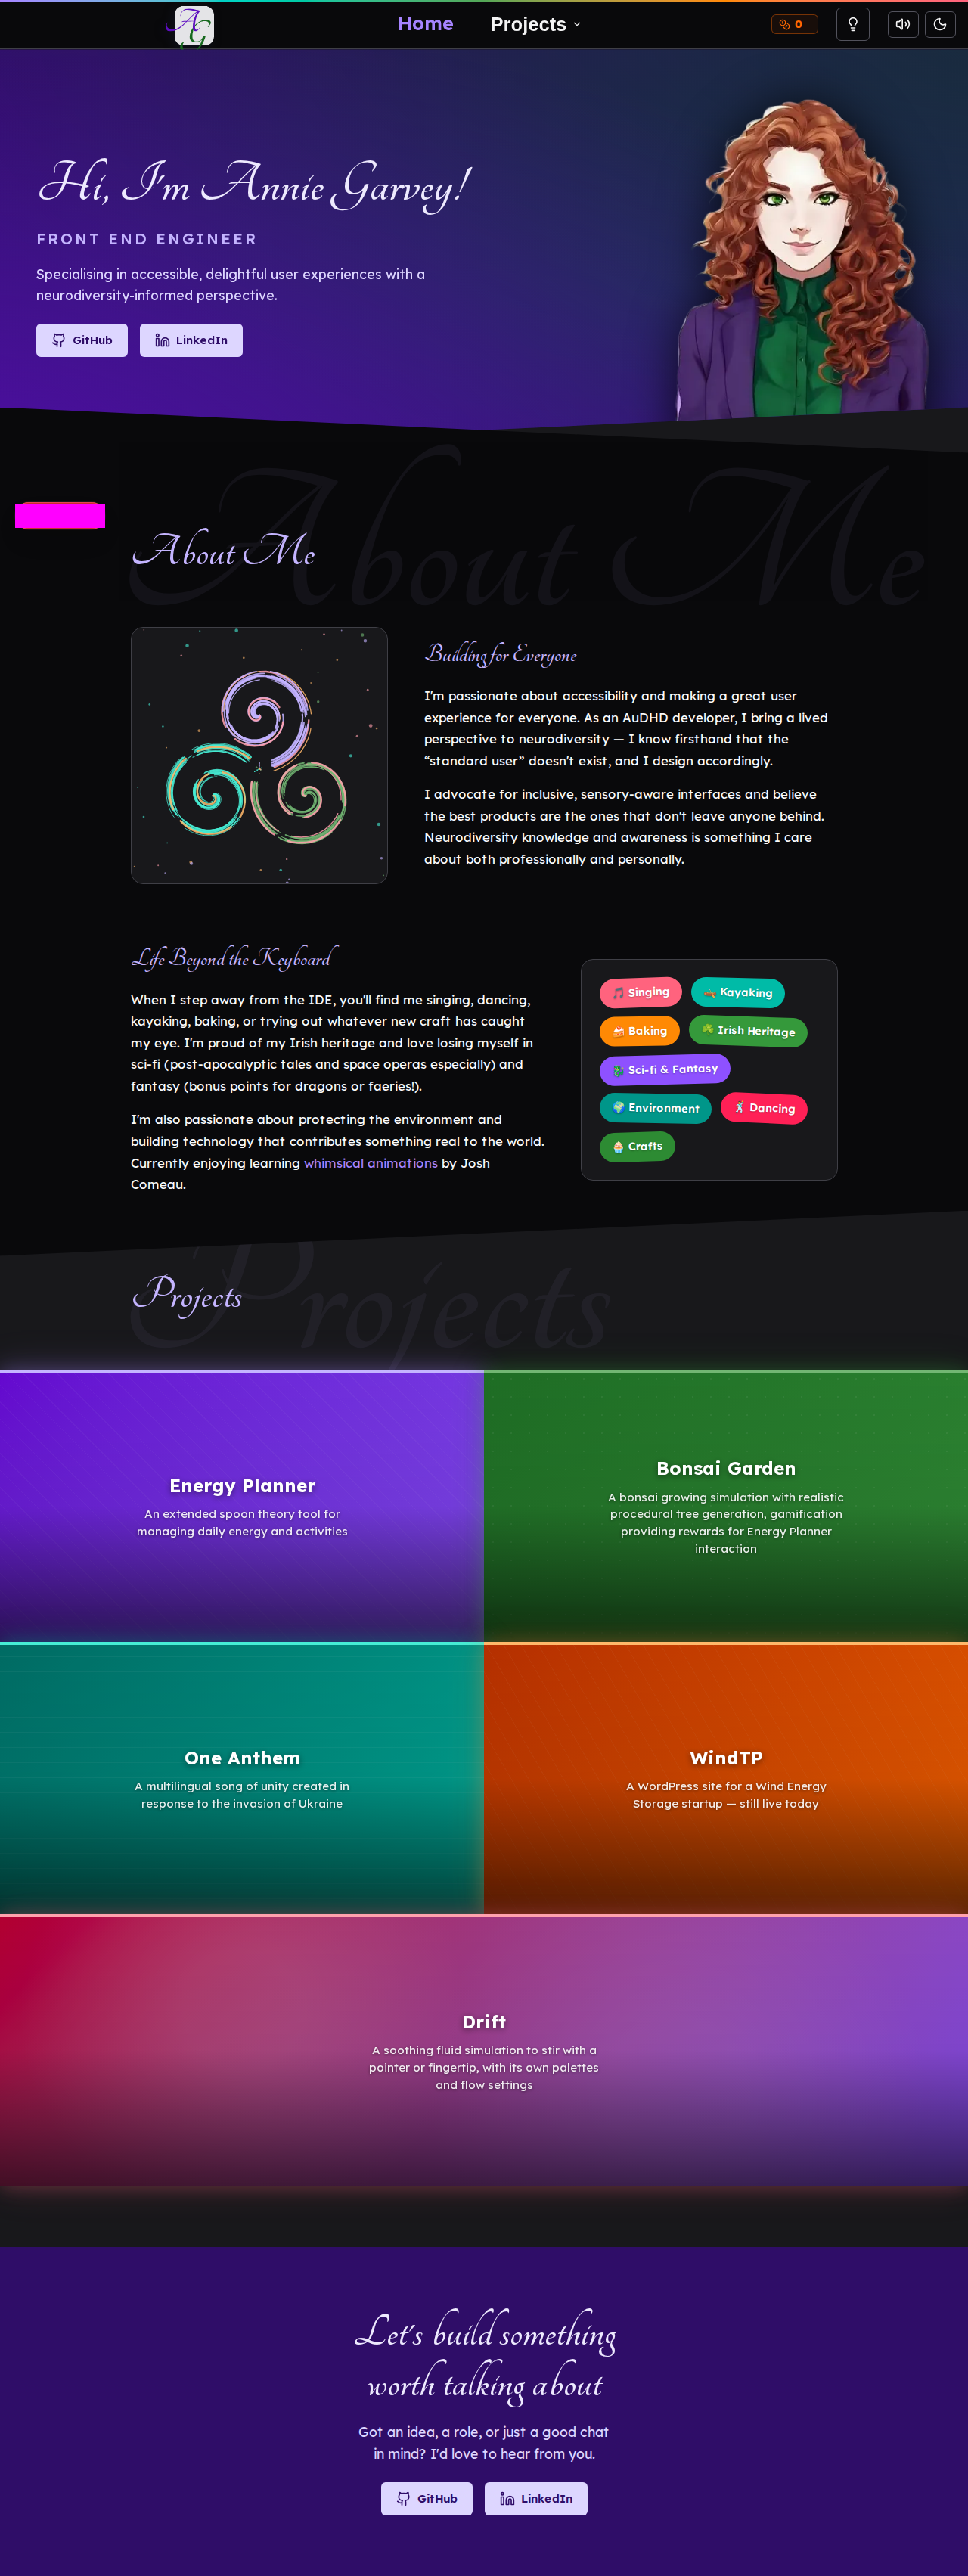 AG
Home Projects 0
Hi, I'm Annie Garvey!
FRONT END ENGINEER
Specialising in accessible, delightful user experiences with a
neurodiversity-informed perspective.
GitHub LinkedIn
About Me
About Me
Building for Everyone
I'm passionate about accessibility and making a great user
experience for everyone. As an AuDHD developer, I bring a lived
perspective to neurodiversity — I know firsthand that the
“standard user” doesn't exist, and I design accordingly.
I advocate for inclusive, sensory-aware interfaces and believe
the best products are the ones that don't leave anyone behind.
Neurodiversity knowledge and awareness is something I care
about both professionally and personally.
Life Beyond the Keyboard
When I step away from the IDE, you'll find me singing, dancing,
kayaking, baking, or trying out whatever new craft has caught
my eye. I'm proud of my Irish heritage and love losing myself in
sci-fi (post-apocalyptic tales and space operas especially) and
fantasy (bonus points for dragons or faeries!).
I'm also passionate about protecting the environment and
building technology that contributes something real to the world.
Currently enjoying learning whimsical animations by Josh
Comeau.
Singing Kayaking
Baking Irish Heritage
Sci-fi & Fantasy
Environment Dancing
Crafts
Projects
Projects
Energy Planner
An extended spoon theory tool for
managing daily energy and activities
Bonsai Garden
A bonsai growing simulation with realistic
procedural tree generation, gamification
providing rewards for Energy Planner
interaction
One Anthem
A multilingual song of unity created in
response to the invasion of Ukraine
WindTP
A WordPress site for a Wind Energy
Storage startup — still live today
Drift
A soothing fluid simulation to stir with a
pointer or fingertip, with its own palettes
and flow settings
Let's build something
worth talking about
Got an idea, a role, or just a good chat
in mind? I'd love to hear from you.
GitHub LinkedIn